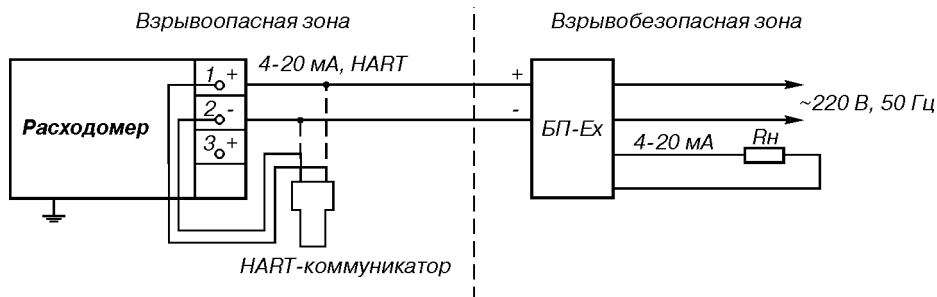 Взрывоопасная зона
Взрывобезопасная зона
1 +
4-20 мА, HART
+
2 -
-
Расходомер
3 +
БП-Ех
~220 В, 50 Гц
4-20 мА
Rн
HART-коммуникатор